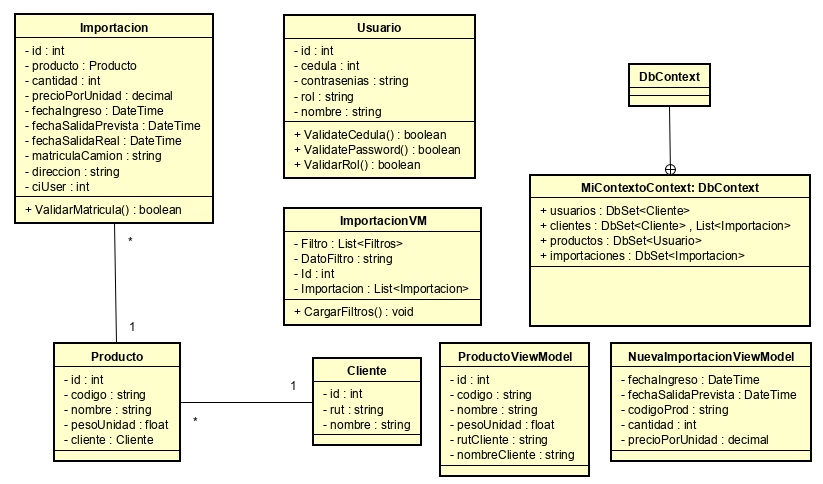 Importacion
- id : int
- producto : Producto
- cantidad : int
- precioPorUnidad : decimal
- fechaIngreso : DateTime
- fechaSalidaPrevista : DateTime
- fechaSalidaReal : DateTime
- matriculaCamion : string
- direccion : string
- ciUser : int
+ ValidarMatricula() : boolean
Usuario
- id : int
- cedula : int
- contrasenias : string
- rol : string
- nombre : string
+ ValidateCedula() : boolean
+ ValidatePassword() : boolean
+ ValidarRol() : boolean
DbContext
MiContextoContext: DbContext
+ usuarios : DbSet<Cliente>
+ clientes : DbSet<Cliente> , List<Importacion>
+ productos : DbSet<Usuario>
+ importaciones : DbSet<Importacion>
ImportacionVM
- Filtro : List<Filtros>
- DatoFiltro : string
- Id : int
- Importacion : List<Importacion>
+ CargarFiltros() : void
*
1
Producto
- id : int
- codigo : string
- nombre : string
- pesoUnidad : float
- cliente : Cliente
1
*
Cliente
- id : int
- rut : string
- nombre : string
ProductoViewModel
- id : int
- codigo : string
- nombre : string
- pesoUnidad : float
- rutCliente : string
- nombreCliente : string
NuevaImportacionViewModel
- fechaIngreso : DateTime
- fechaSalidaPrevista : DateTime
- codigoProd : string
- cantidad : int
- precioPorUnidad : decimal